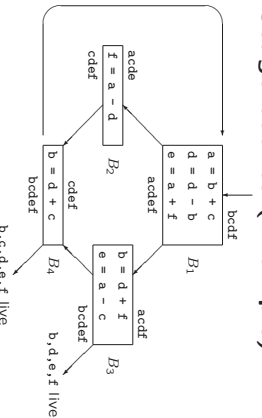 bcdf
a = b + c
d = d - b
e = a + f
B1
acdef
acde
f = a - d
B2
cdef
acdf
b = d + f
e = a - c
B3
bcdef
b,d,e,f live
cdef
b = d + c
B4
bcdef
b,c,d,e,f live